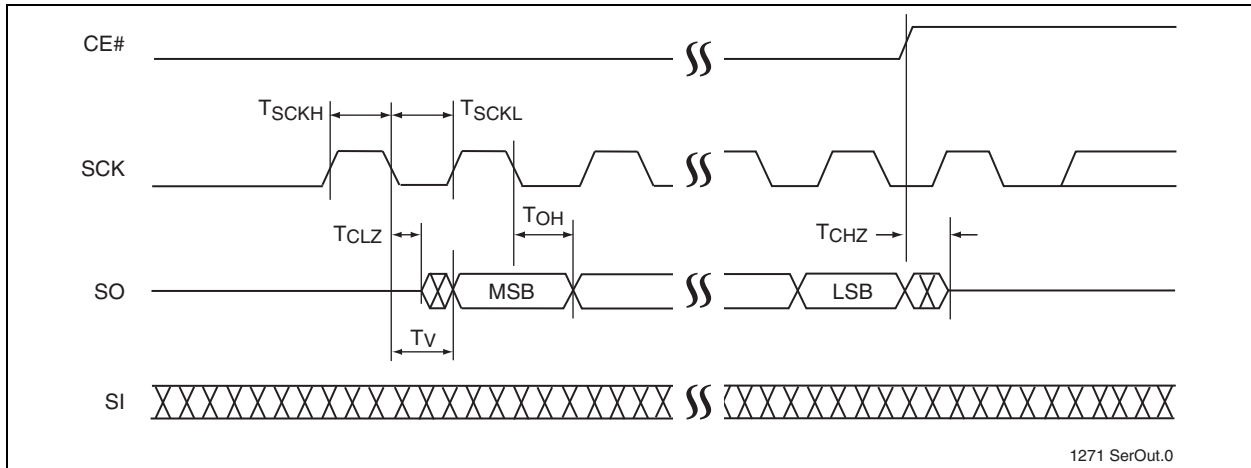 CE#
TSCKH TSCKL
SCK
TOH
TCLZ TCHZ
SO MSB LSB
TV
SI
1271 SerOut.0